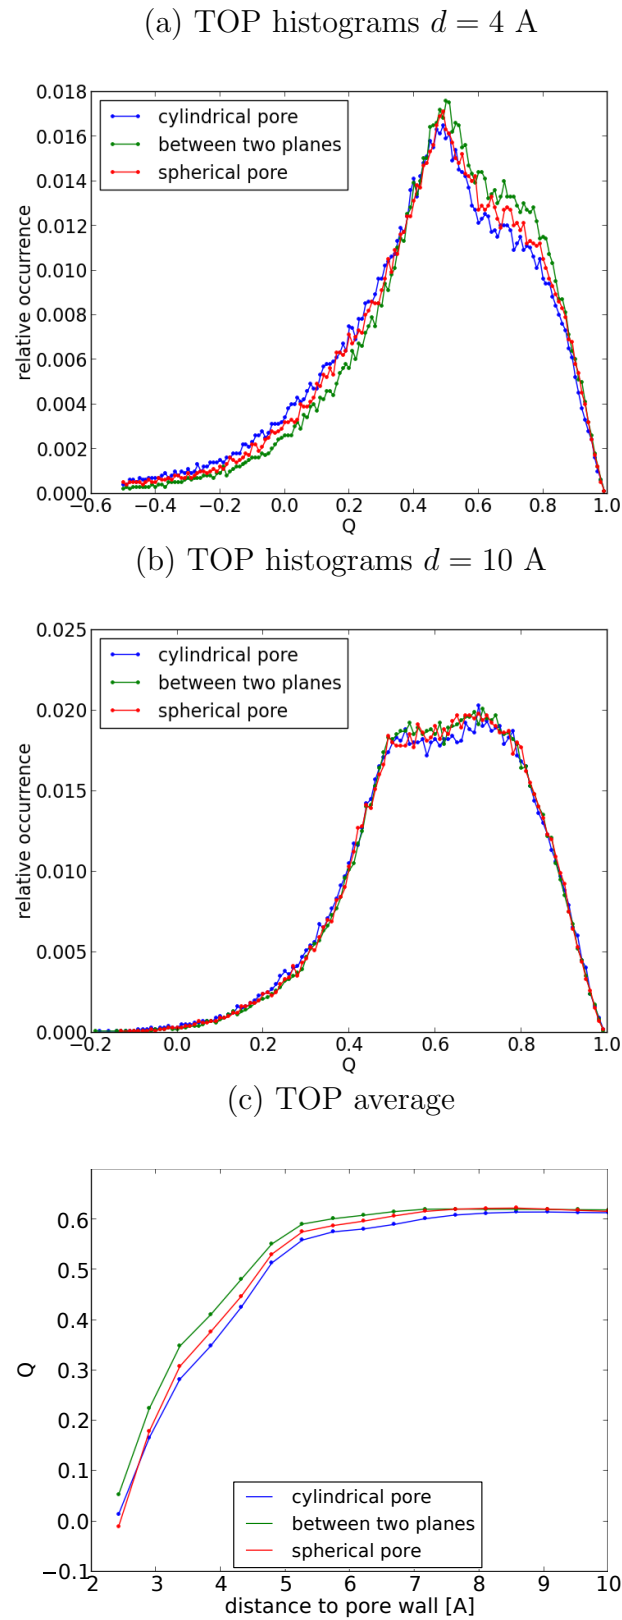 (a) TOP histograms d = 4 A
0.018
0.016
0.014
0.012
0.010
0.008
0.006
0.004
0.002
0.000
relative occurrence
cylindrical pore
between two planes
spherical pore
−0.6 −0.4 −0.2 0.0 0.2 0.4 0.6 0.8 1.0
Q
(b) TOP histograms d = 10 A
0.025
0.020
0.015
0.010
0.005
0.000
relative occurrence
cylindrical pore
between two planes
spherical pore
−0.2 0.0 0.2 0.4 0.6 0.8 1.0
Q
(c) TOP average
0.6
0.5
0.4
0.3
0.2
0.1
0.0
−0.1
Q
cylindrical pore
between two planes
spherical pore
2 3 4 5 6 7 8 9 10
distance to pore wall [A]